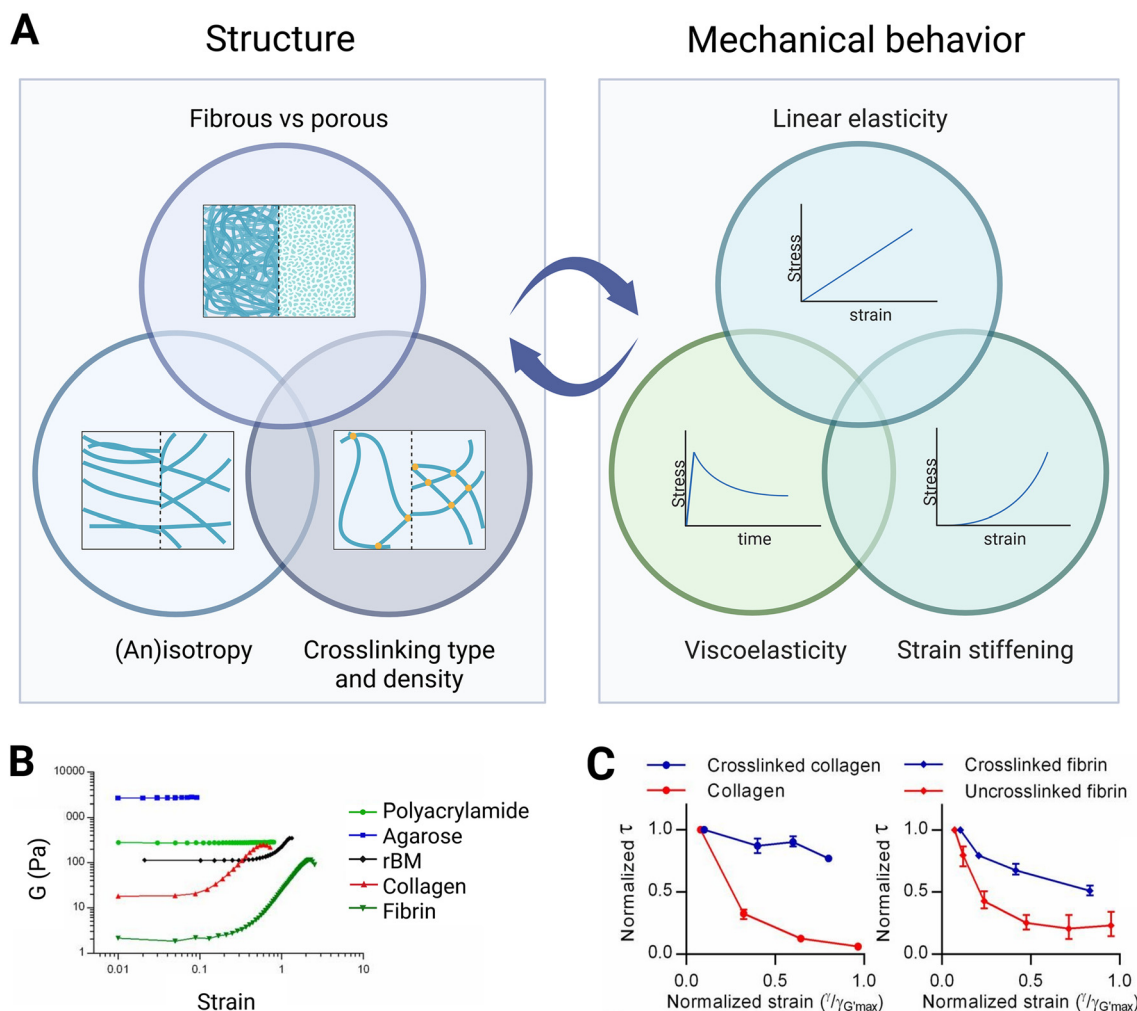 A
Structure
Mechanical behavior
Fibrous vs porous
(An)isotropy
Crosslinking type
and density
Linear elasticity
Stress
strain
Stress
time
Stress
strain
Viscoelasticity
Strain stiffening
B
10000
000
100
10
1
G (Pa)
0.01
0.1
1
10
Strain
Polyacrylamide
Agarose
rBM
Collagen
Fibrin
C
Crosslinked collagen
Collagen
Normalized τ
1.0
0.5
0.0
0.0
0.5
1.0
Normalized strain (γ/γG'max)
Crosslinked fibrin
Uncrosslinked fibrin
Normalized τ
1.0
0.5
0.0
0.0
0.5
1.0
Normalized strain (γ/γG'max)